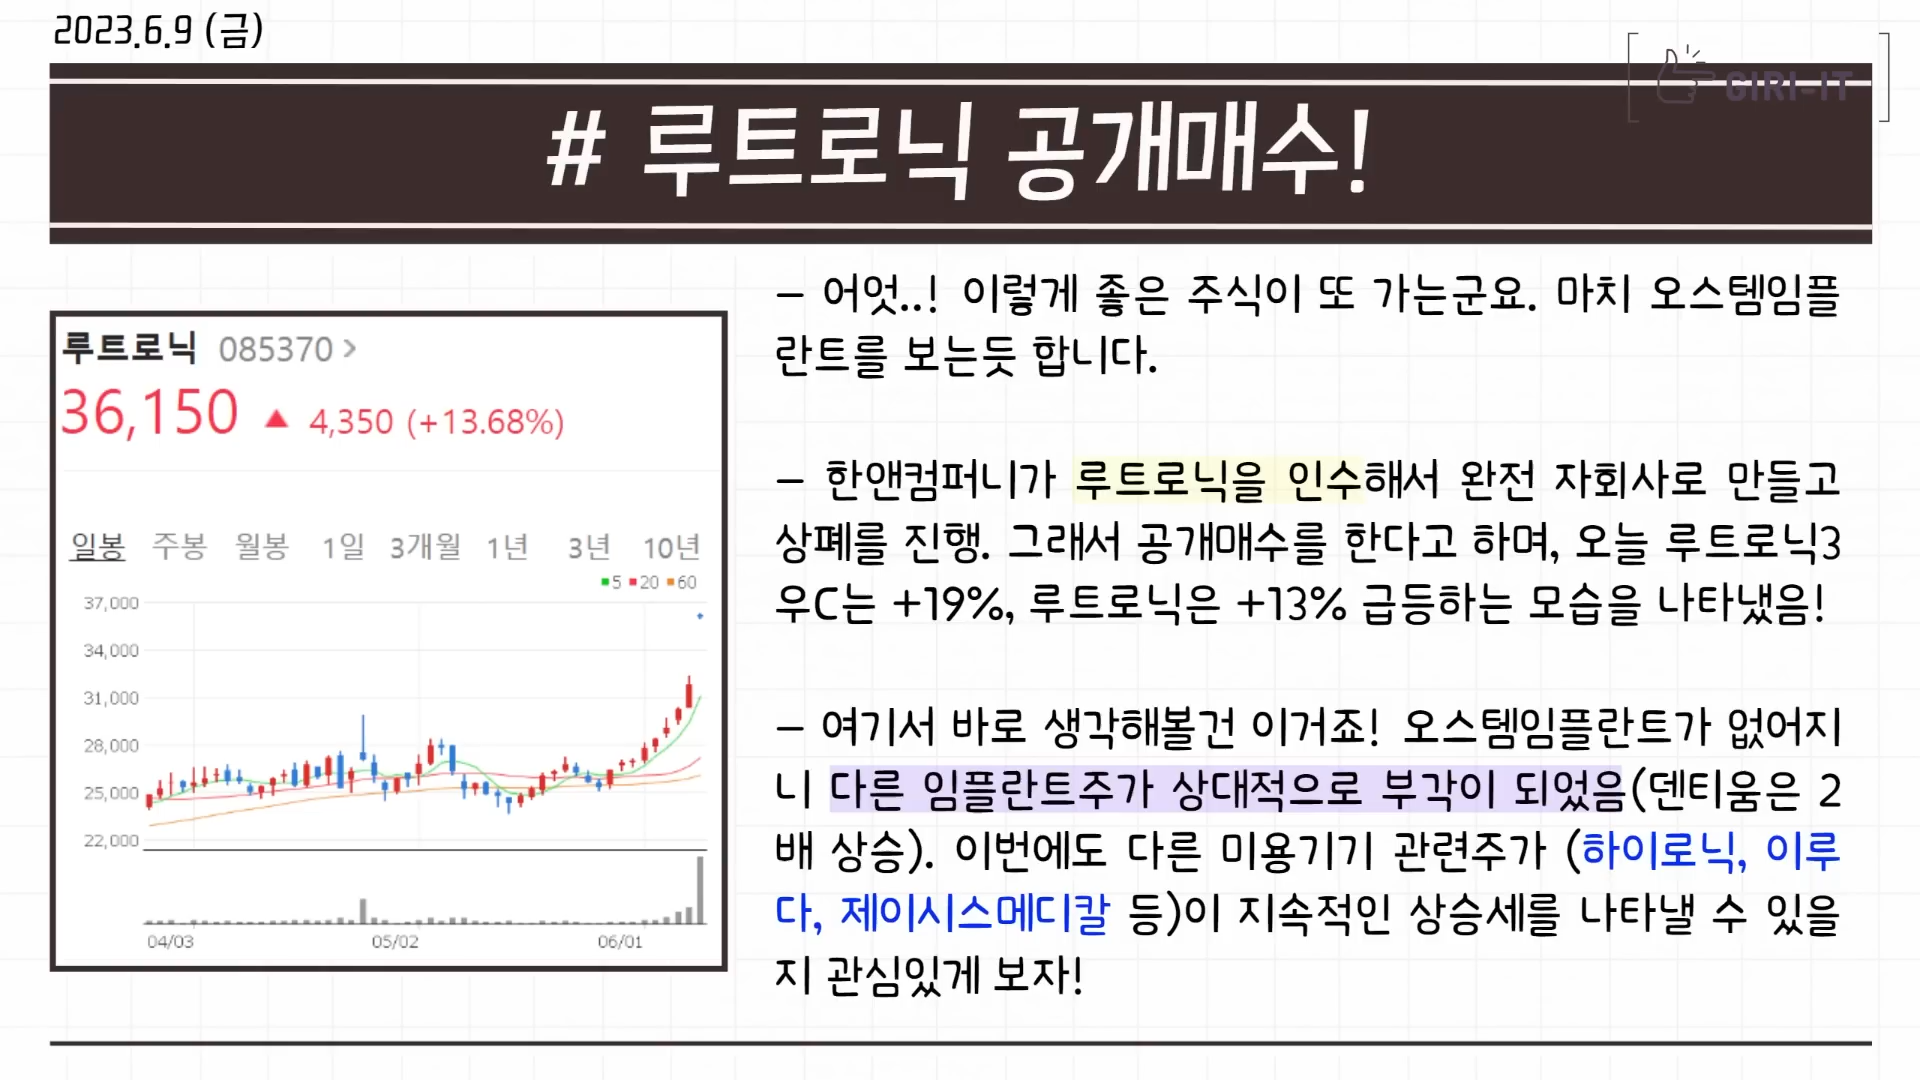 2023.6.9 (금)
GIRI-IT
# 루트로닉 공개매수!
루트로닉 085370 >
36,150 ▲ 4,350 (+13.68%)
일봉 주봉 월봉 1일 3개월 1년 3년 10년
5 20 60
37,000
34,000
31,000
28,000
25,000
22,000
04/03 05/02 06/01
– 어엇..! 이렇게 좋은 주식이 또 가는군요. 마치 오스템임플
란트를 보는듯 합니다.
– 한앤컴퍼니가 루트로닉을 인수해서 완전 자회사로 만들고
상폐를 진행. 그래서 공개매수를 한다고 하며, 오늘 루트로닉3
우C는 +19%, 루트로닉은 +13% 급등하는 모습을 나타냈음!
– 여기서 바로 생각해볼건 이거죠! 오스템임플란트가 없어지
니 다른 임플란트주가 상대적으로 부각이 되었음(덴티움은 2
배 상승). 이번에도 다른 미용기기 관련주가 (하이로닉, 이루
다, 제이시스메디칼 등)이 지속적인 상승세를 나타낼 수 있을
지 관심있게 보자!